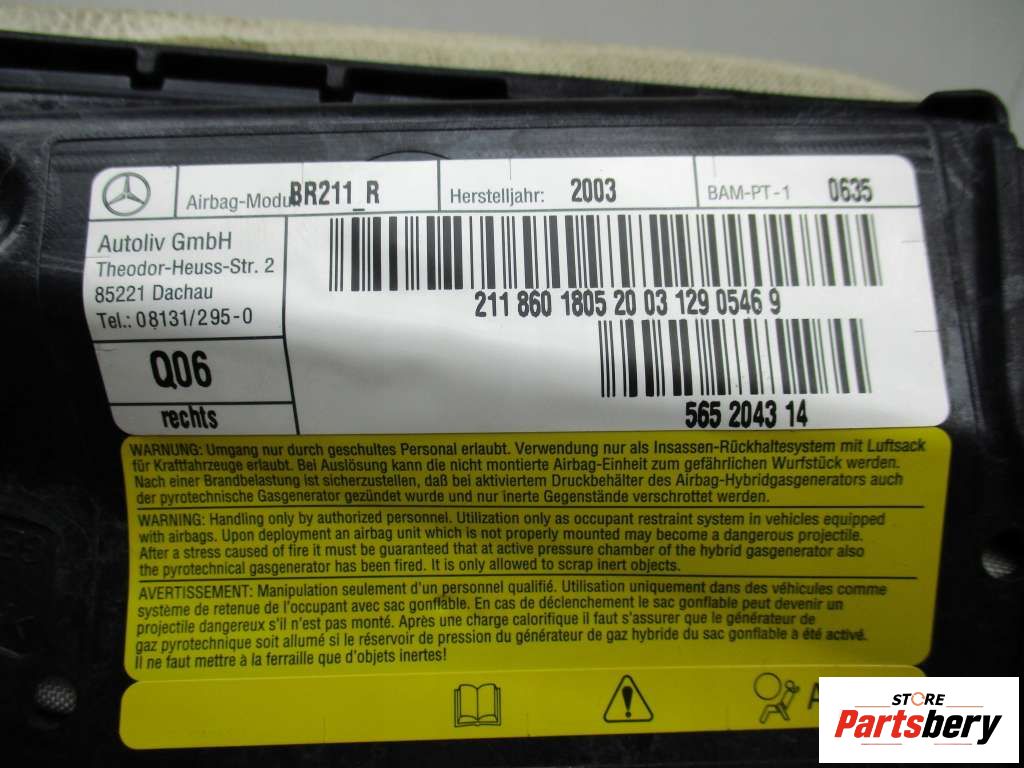 Airbag-Modul BR211_R
Herstelljahr: 2003
BAM-PT-1 0635
Autoliv GmbH
Theodor-Heuss-Str. 2
85221 Dachau
Tel.: 08131/295-0
211 860 1805 20 03 129 0546 9
565 2043 14
Q06
rechts
WARNUNG: Umgang nur durch geschultes Personal erlaubt. Verwendung nur als Insassen-Rückhaltesystem mit Luftsack
für Kraftfahrzeuge erlaubt. Bei Auslösung kann die nicht montierte Airbag-Einheit zum gefährlichen Wurfstück werden.
Nach einer Brandbelastung ist sicherzustellen, daß bei aktiviertem Druckbehälter des Airbag-Hybridgasgenerators auch
der pyrotechnische Gasgenerator gezündet wurde und nur inerte Gegenstände verschrottet werden.
WARNING: Handling only by authorized personnel. Utilization only as occupant restraint system in vehicles equipped
with airbags. Upon deployment an airbag unit which is not properly mounted may become a dangerous projectile.
After a stress caused of fire it must be guaranteed that at active pressure chamber of the hybrid gasgenerator also
the pyrotechnical gasgenerator has been fired. It is only allowed to scrap inert objects.
AVERTISSEMENT: Manipulation seulement d'un personnel qualifié. Utilisation uniquement dans des véhicules comme
système de retenue de l'occupant avec sac gonflable. En cas de déclenchement le sac gonflable peut devenir un
projectile dangereux s'il n'est pas monté. Après une charge calorifique il faut s'assurer que le générateur de
gaz pyrotechnique soit allumé si le réservoir de pression du générateur de gaz hybride du sac gonflable a été activé.
Il ne faut mettre à la ferraille que d'objets inertes!
A
STORE
Partsbery